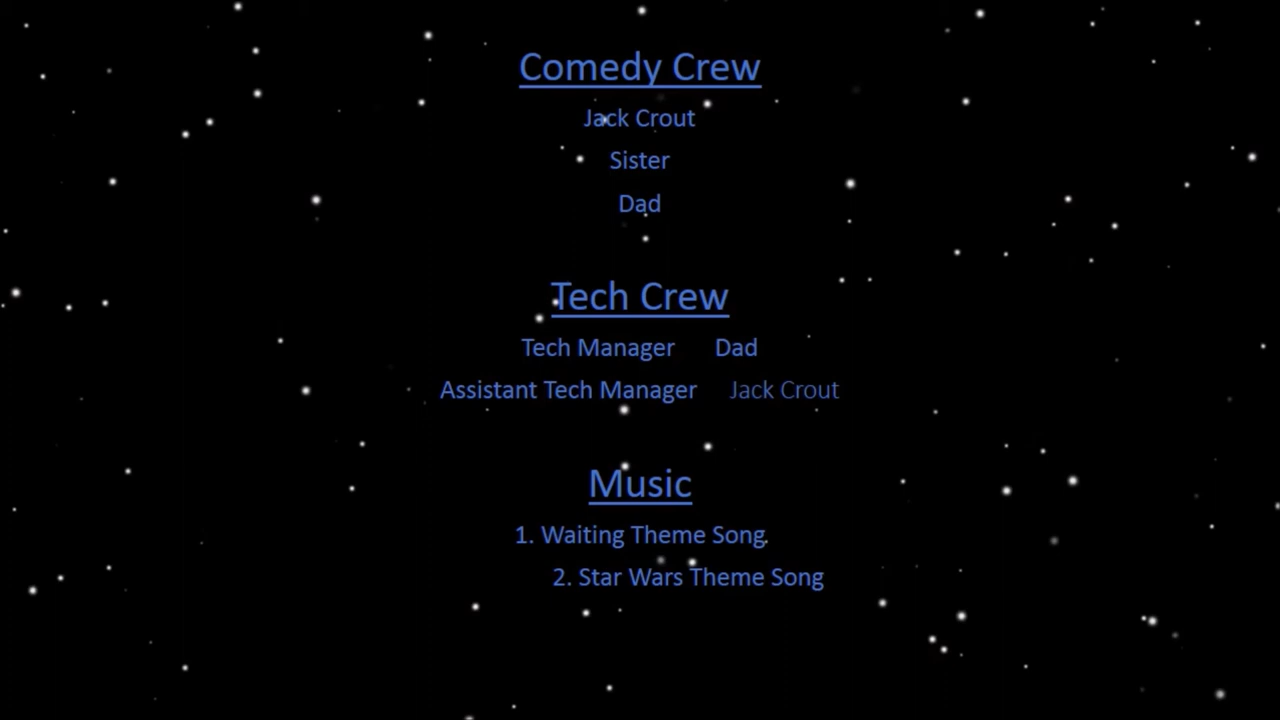 Comedy Crew
Jack Crout
Sister
Dad
Tech Crew
Tech Manager Dad
Assistant Tech Manager Jack Crout
Music
1. Waiting Theme Song
2. Star Wars Theme Song